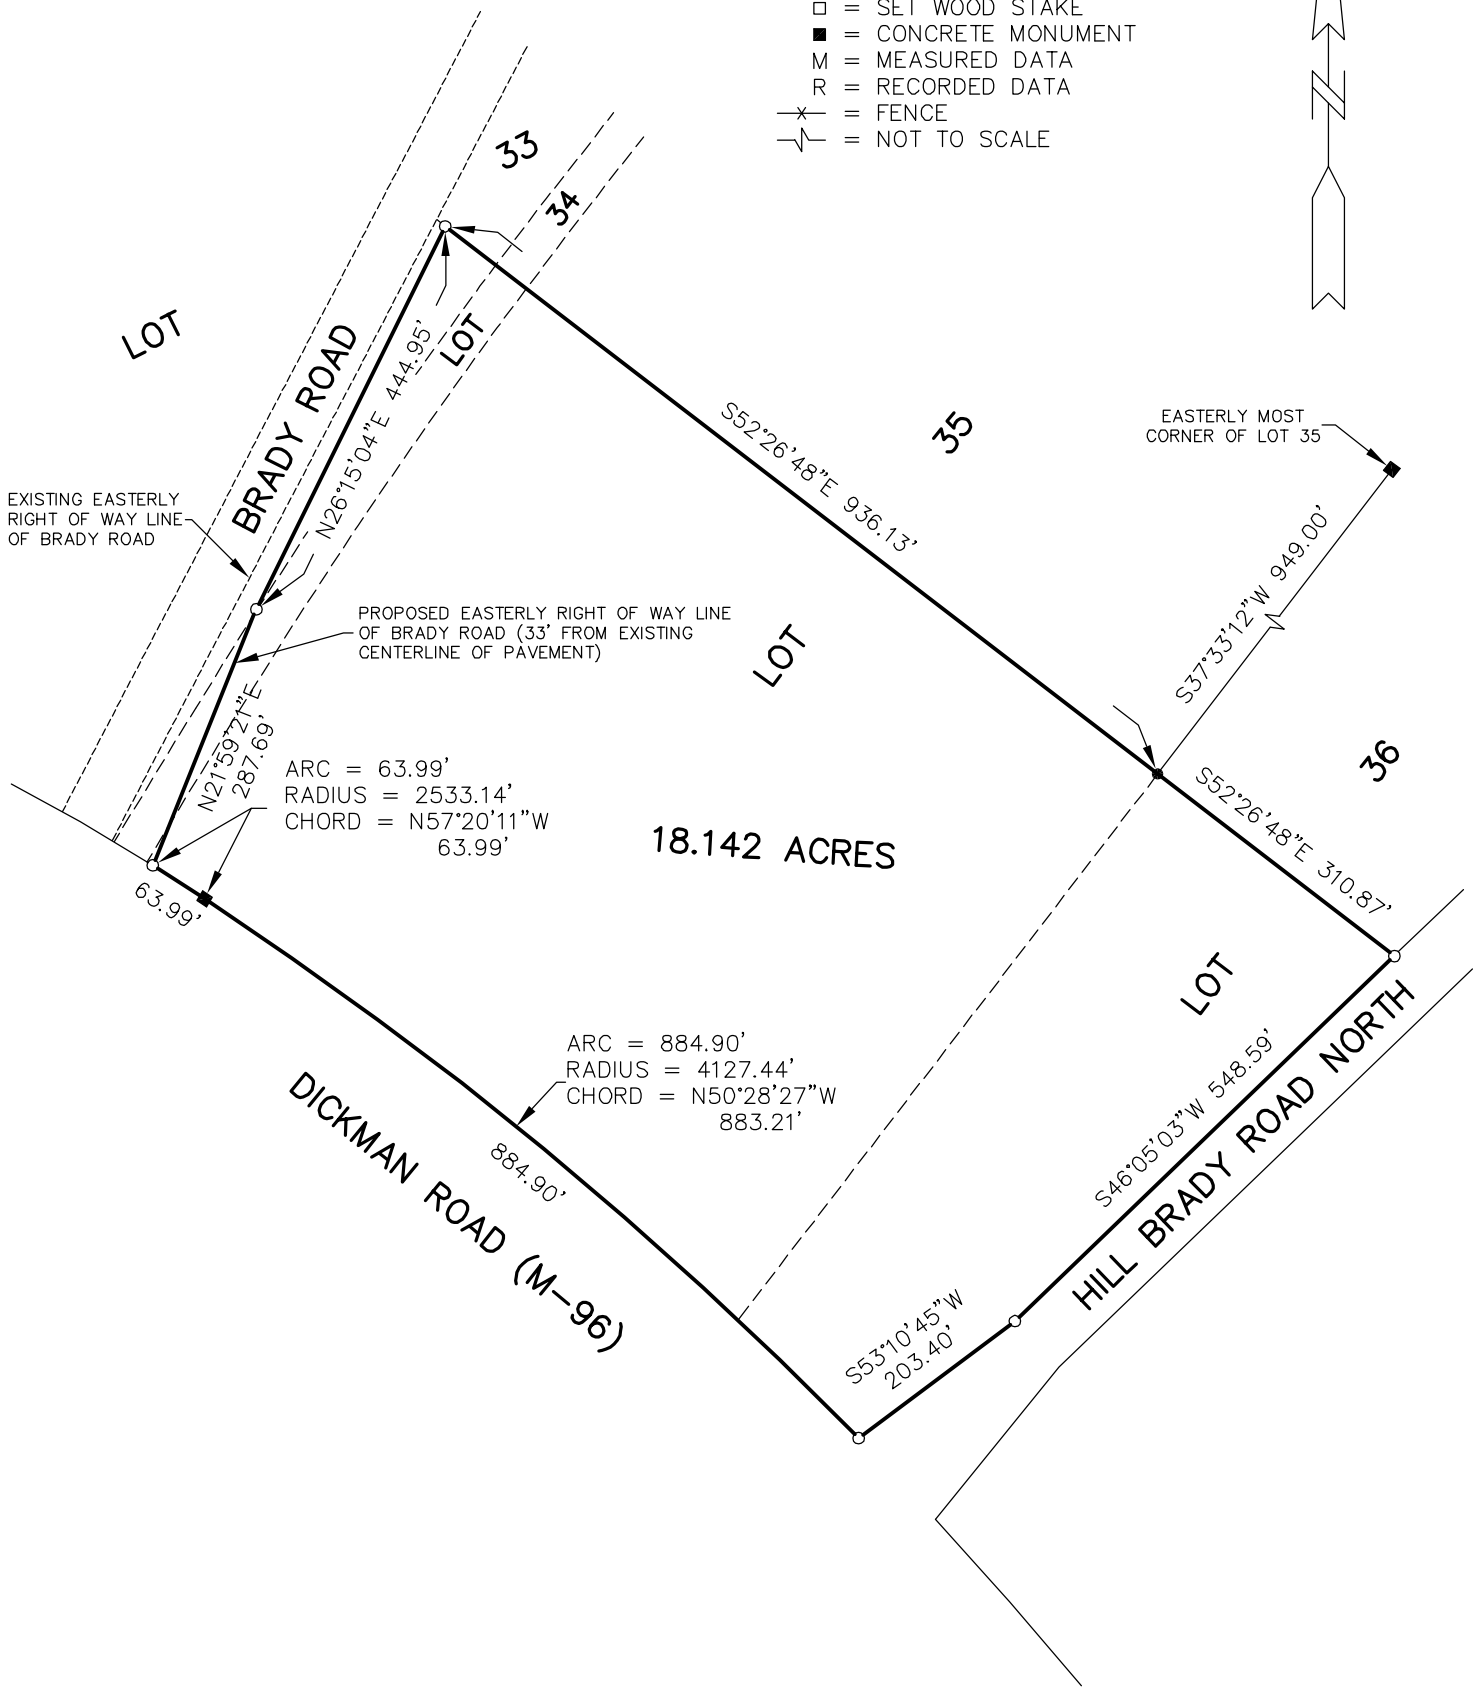 □ = SET WOOD STAKE
■ = CONCRETE MONUMENT
M = MEASURED DATA
R = RECORDED DATA
= FENCE
= NOT TO SCALE
N
33
34
LOT
LOT
BRADY ROAD
N26°15'04"E 444.95'
S52°26'48"E 936.13'
35
EASTERLY MOST
CORNER OF LOT 35
EXISTING EASTERLY
RIGHT OF WAY LINE
OF BRADY ROAD
S37°33'12"W 949.00'
PROPOSED EASTERLY RIGHT OF WAY LINE
OF BRADY ROAD (33' FROM EXISTING
CENTERLINE OF PAVEMENT)
LOT
N21°59'21"E
287.69'
ARC = 63.99'
RADIUS = 2533.14'
CHORD = N57°20'11"W
63.99'
36
S52°26'48"E 310.87'
18.142 ACRES
63.99'
LOT
ARC = 884.90'
RADIUS = 4127.44'
CHORD = N50°28'27"W
883.21'
884.90'
DICKMAN ROAD (M-96)
S46°05'03"W 548.59'
HILL BRADY ROAD NORTH
S53°10'45"W
203.40'